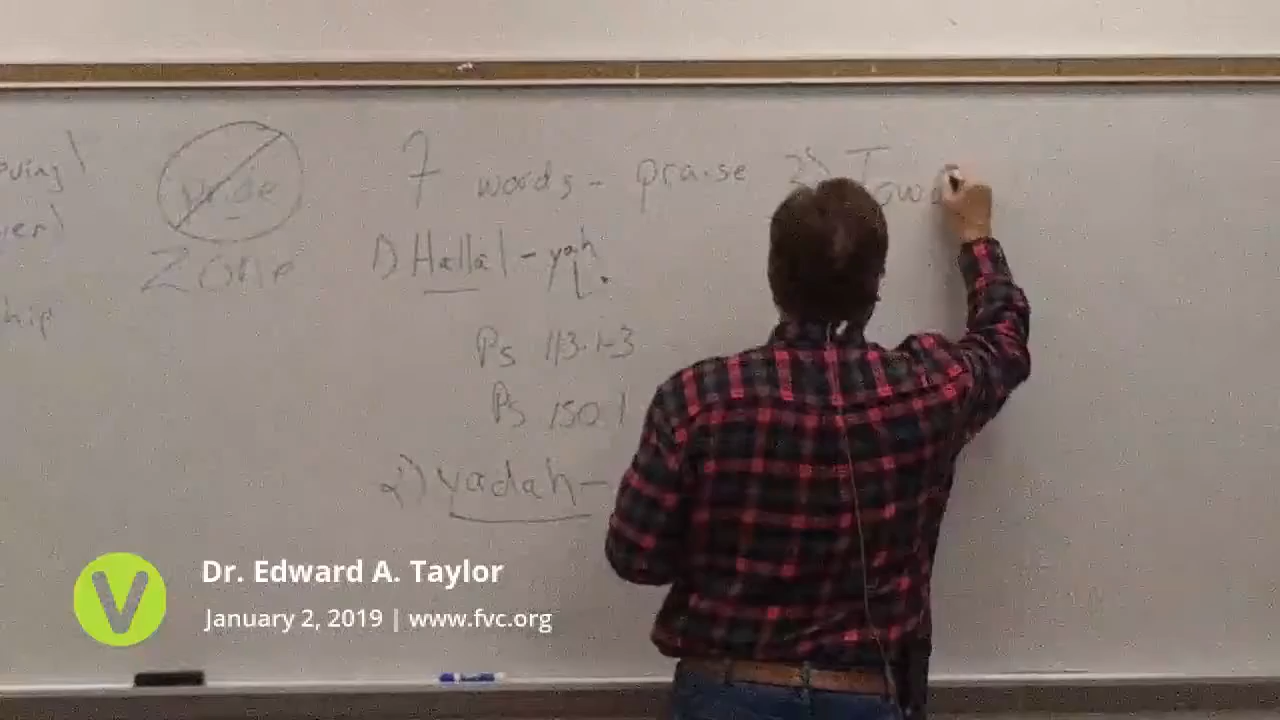 7 words - praise
1) Hallal - yah
Ps 113:1-3
Ps 150:1
2) yadah -
3) Towd
pride
Zone
Dr. Edward A. Taylor
January 2, 2019 | www.fvc.org
V